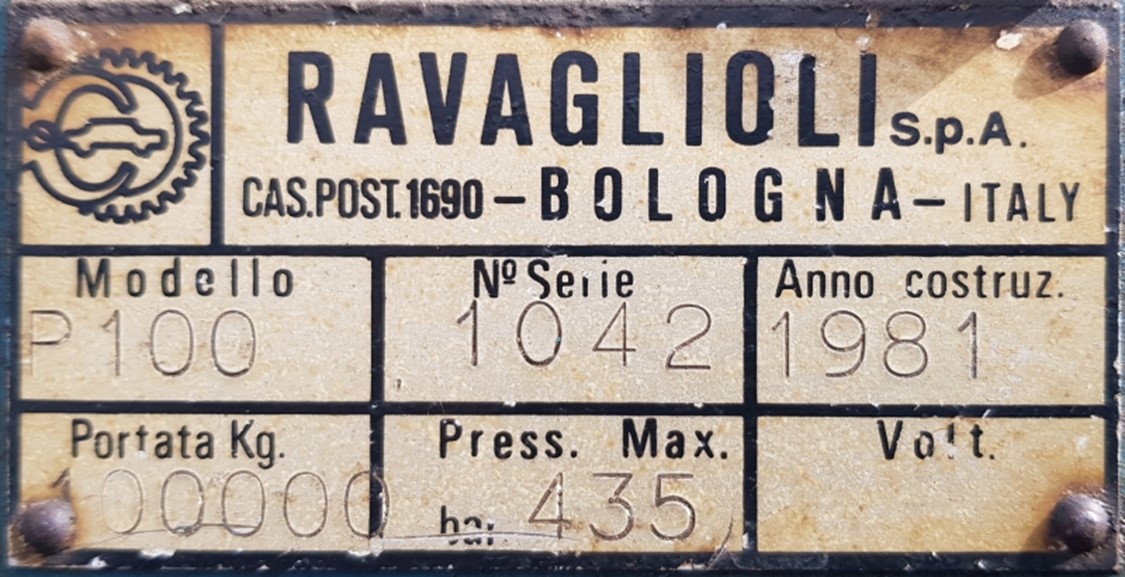 RAVAGLIOLI S.p.A.
CAS.POST.1690 – BOLOGNA – ITALY
Modello Nº Serie Anno costruz.
P100 1042 1981
Portata Kg. Press. Max. Volt.
100000 bar. 435